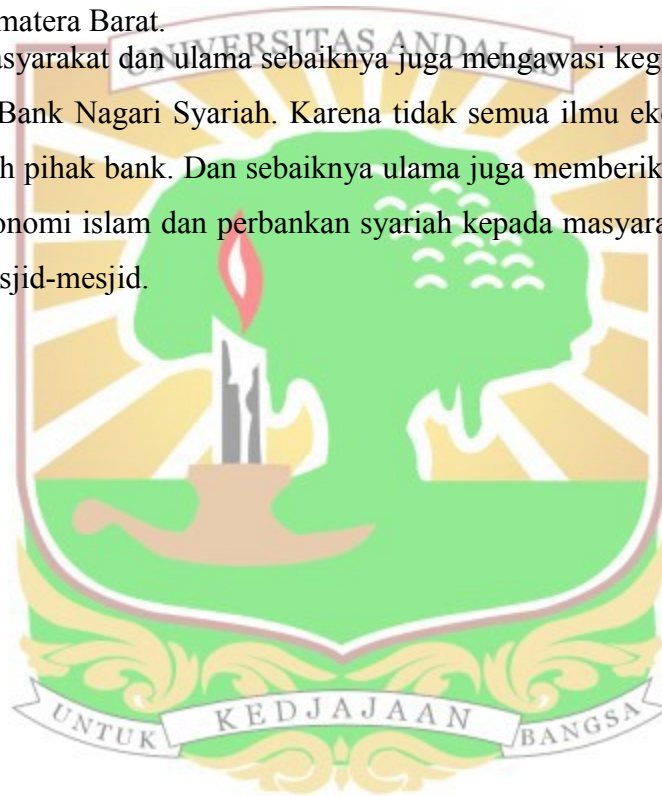 matera Barat.
UNIVERSITAS ANDALAS
asyarakat dan ulama sebaiknya juga mengawasi keg
Bank Nagari Syariah. Karena tidak semua ilmu ek
h pihak bank. Dan sebaiknya ulama juga memberik
onomi islam dan perbankan syariah kepada masyara
sjid-mesjid.
UNTUK KEDJAJAAN BANGSA